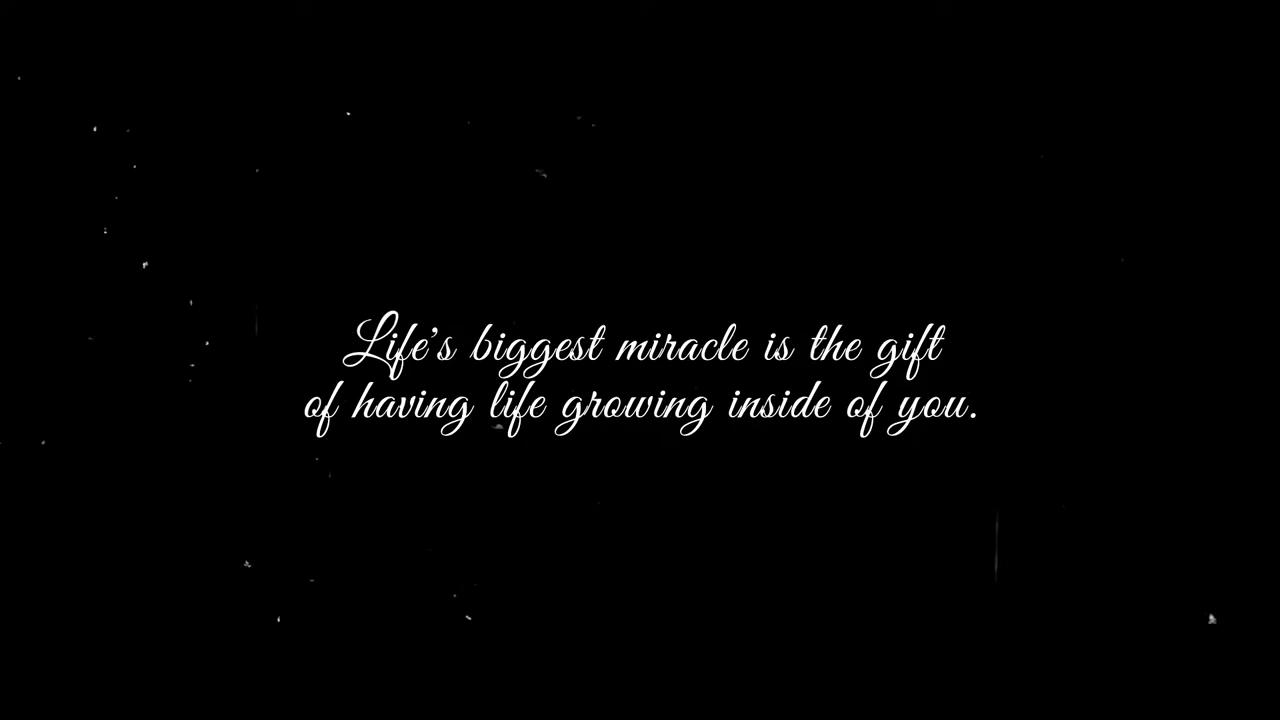 Life's biggest miracle is the gift
of having life growing inside of you.